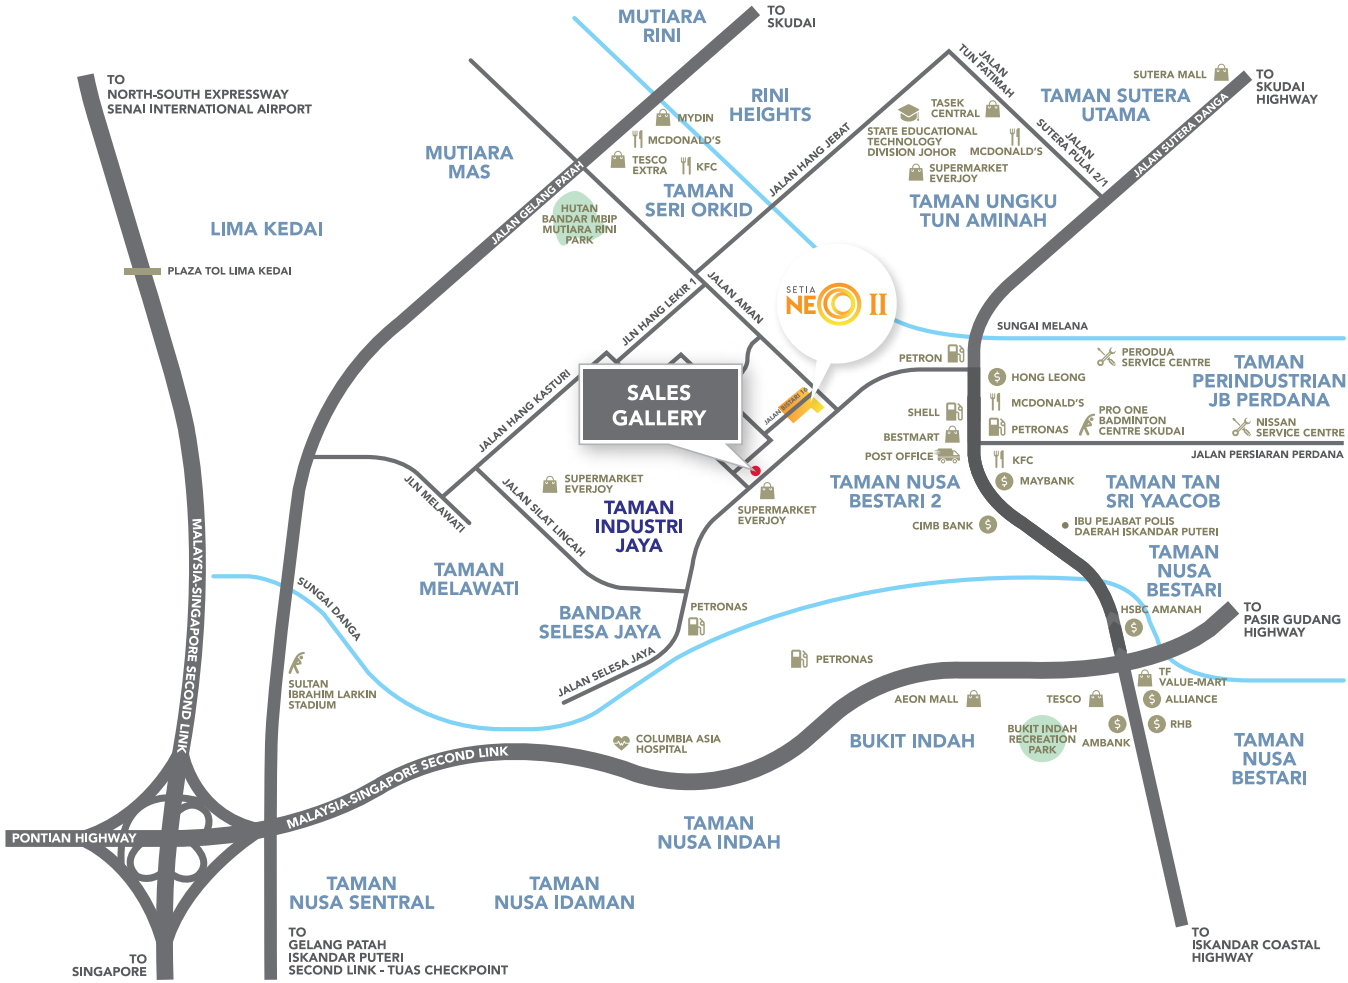 MUTIARA
RINI
TO
SKUDAI
TO
NORTH-SOUTH EXPRESSWAY
SENAI INTERNATIONAL AIRPORT
RINI
HEIGHTS
MYDIN
MCDONALD'S
TESCO
EXTRA
KFC
MUTIARA
MAS
TAMAN
SERI ORKID
JALAN GELANG PATAH
HUTAN
BANDAR MBIP
MUTIARA RINI
PARK
LIMA KEDAI
PLAZA TOL LIMA KEDAI
JALAN HANG JEBAT
JALAN
TUN FATIMAH
TASEK
CENTRAL
STATE EDUCATIONAL
TECHNOLOGY
DIVISION JOHOR
MCDONALD'S
SUPERMARKET
EVERJOY
TAMAN UNGKU
TUN AMINAH
JALAN
SUTERA PULAI 2/1
SUTERA MALL
TAMAN SUTERA
UTAMA
TO
SKUDAI
HIGHWAY
JALAN SUTERA DANGA
JALAN AMAN
JLN HANG LEKIR 1
SETIA
NEO II
SUNGAI MELANA
PETRON
PERODUA
SERVICE CENTRE
TAMAN
PERINDUSTRIAN
JB PERDANA
HONG LEONG
MCDONALD'S
SHELL
PETRONAS
PRO ONE
BADMINTON
CENTRE SKUDAI
NISSAN
SERVICE CENTRE
BESTMART
POST OFFICE
JALAN PERSIARAN PERDANA
KFC
MAYBANK
SALES
GALLERY
JALAN BISTARI 16
JALAN HANG KASTURI
JLN MELAWATI
JALAN SILAT LINCAH
SUPERMARKET
EVERJOY
TAMAN
INDUSTRI
JAYA
SUPERMARKET
EVERJOY
TAMAN NUSA
BESTARI 2
CIMB BANK
TAMAN TAN
SRI YAACOB
IBU PEJABAT POLIS
DAERAH ISKANDAR PUTERI
TAMAN
NUSA
BESTARI
HSBC AMANAH
TO
PASIR GUDANG
HIGHWAY
MALAYSIA-SINGAPORE SECOND LINK
SUNGAI DANGA
TAMAN
MELAWATI
BANDAR
SELESA JAYA
PETRONAS
JALAN SELESA JAYA
SULTAN
IBRAHIM LARKIN
STADIUM
PETRONAS
AEON MALL
TESCO
TF
VALUE-MART
ALLIANCE
RHB
AMBANK
BUKIT INDAH
RECREATION
PARK
BUKIT INDAH
TAMAN
NUSA
BESTARI
COLUMBIA ASIA
HOSPITAL
MALAYSIA-SINGAPORE SECOND LINK
PONTIAN HIGHWAY
TAMAN
NUSA INDAH
TAMAN
NUSA SENTRAL
TAMAN
NUSA IDAMAN
TO
SINGAPORE
TO
GELANG PATAH
ISKANDAR PUTERI
SECOND LINK - TUAS CHECKPOINT
TO
ISKANDAR COASTAL
HIGHWAY